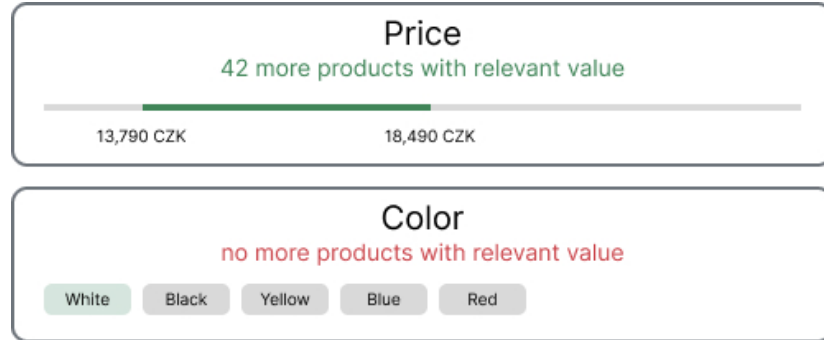 Price
42 more products with relevant value
13,790 CZK 18,490 CZK
Color
no more products with relevant value
White Black Yellow Blue Red